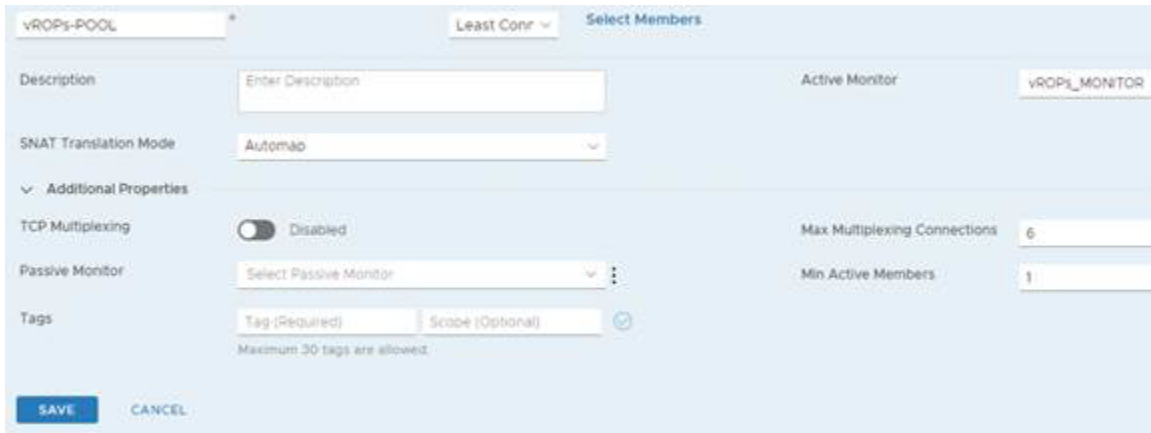 vROPs-POOL * Least Conr Select Members
Description Enter Description Active Monitor vROPs_MONITOR
SNAT Translation Mode Automap
Additional Properties
TCP Multiplexing Disabled Max Multiplexing Connections 6
Passive Monitor Select Passive Monitor Min Active Members 1
Tags Tag (Required) Scope (Optional)
Maximum 30 tags are allowed.
SAVE CANCEL